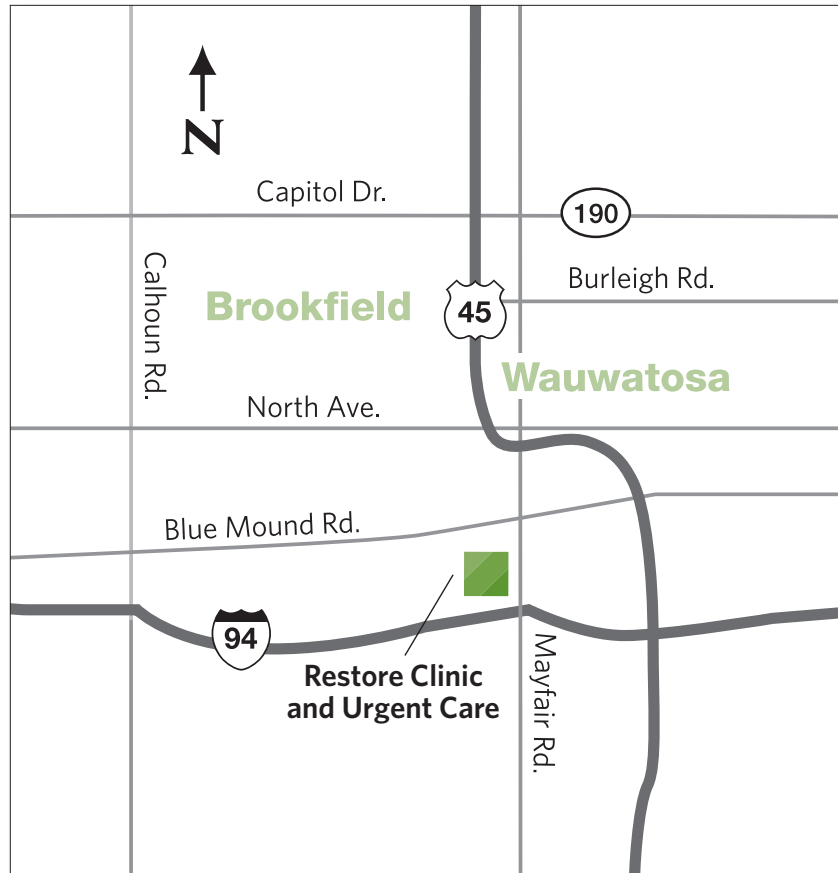 N
Capitol Dr.
190
Calhoun Rd.
Burleigh Rd.
Brookfield
45
Wauwatosa
North Ave.
Blue Mound Rd.
94
Restore Clinic
and Urgent Care
Mayfair Rd.